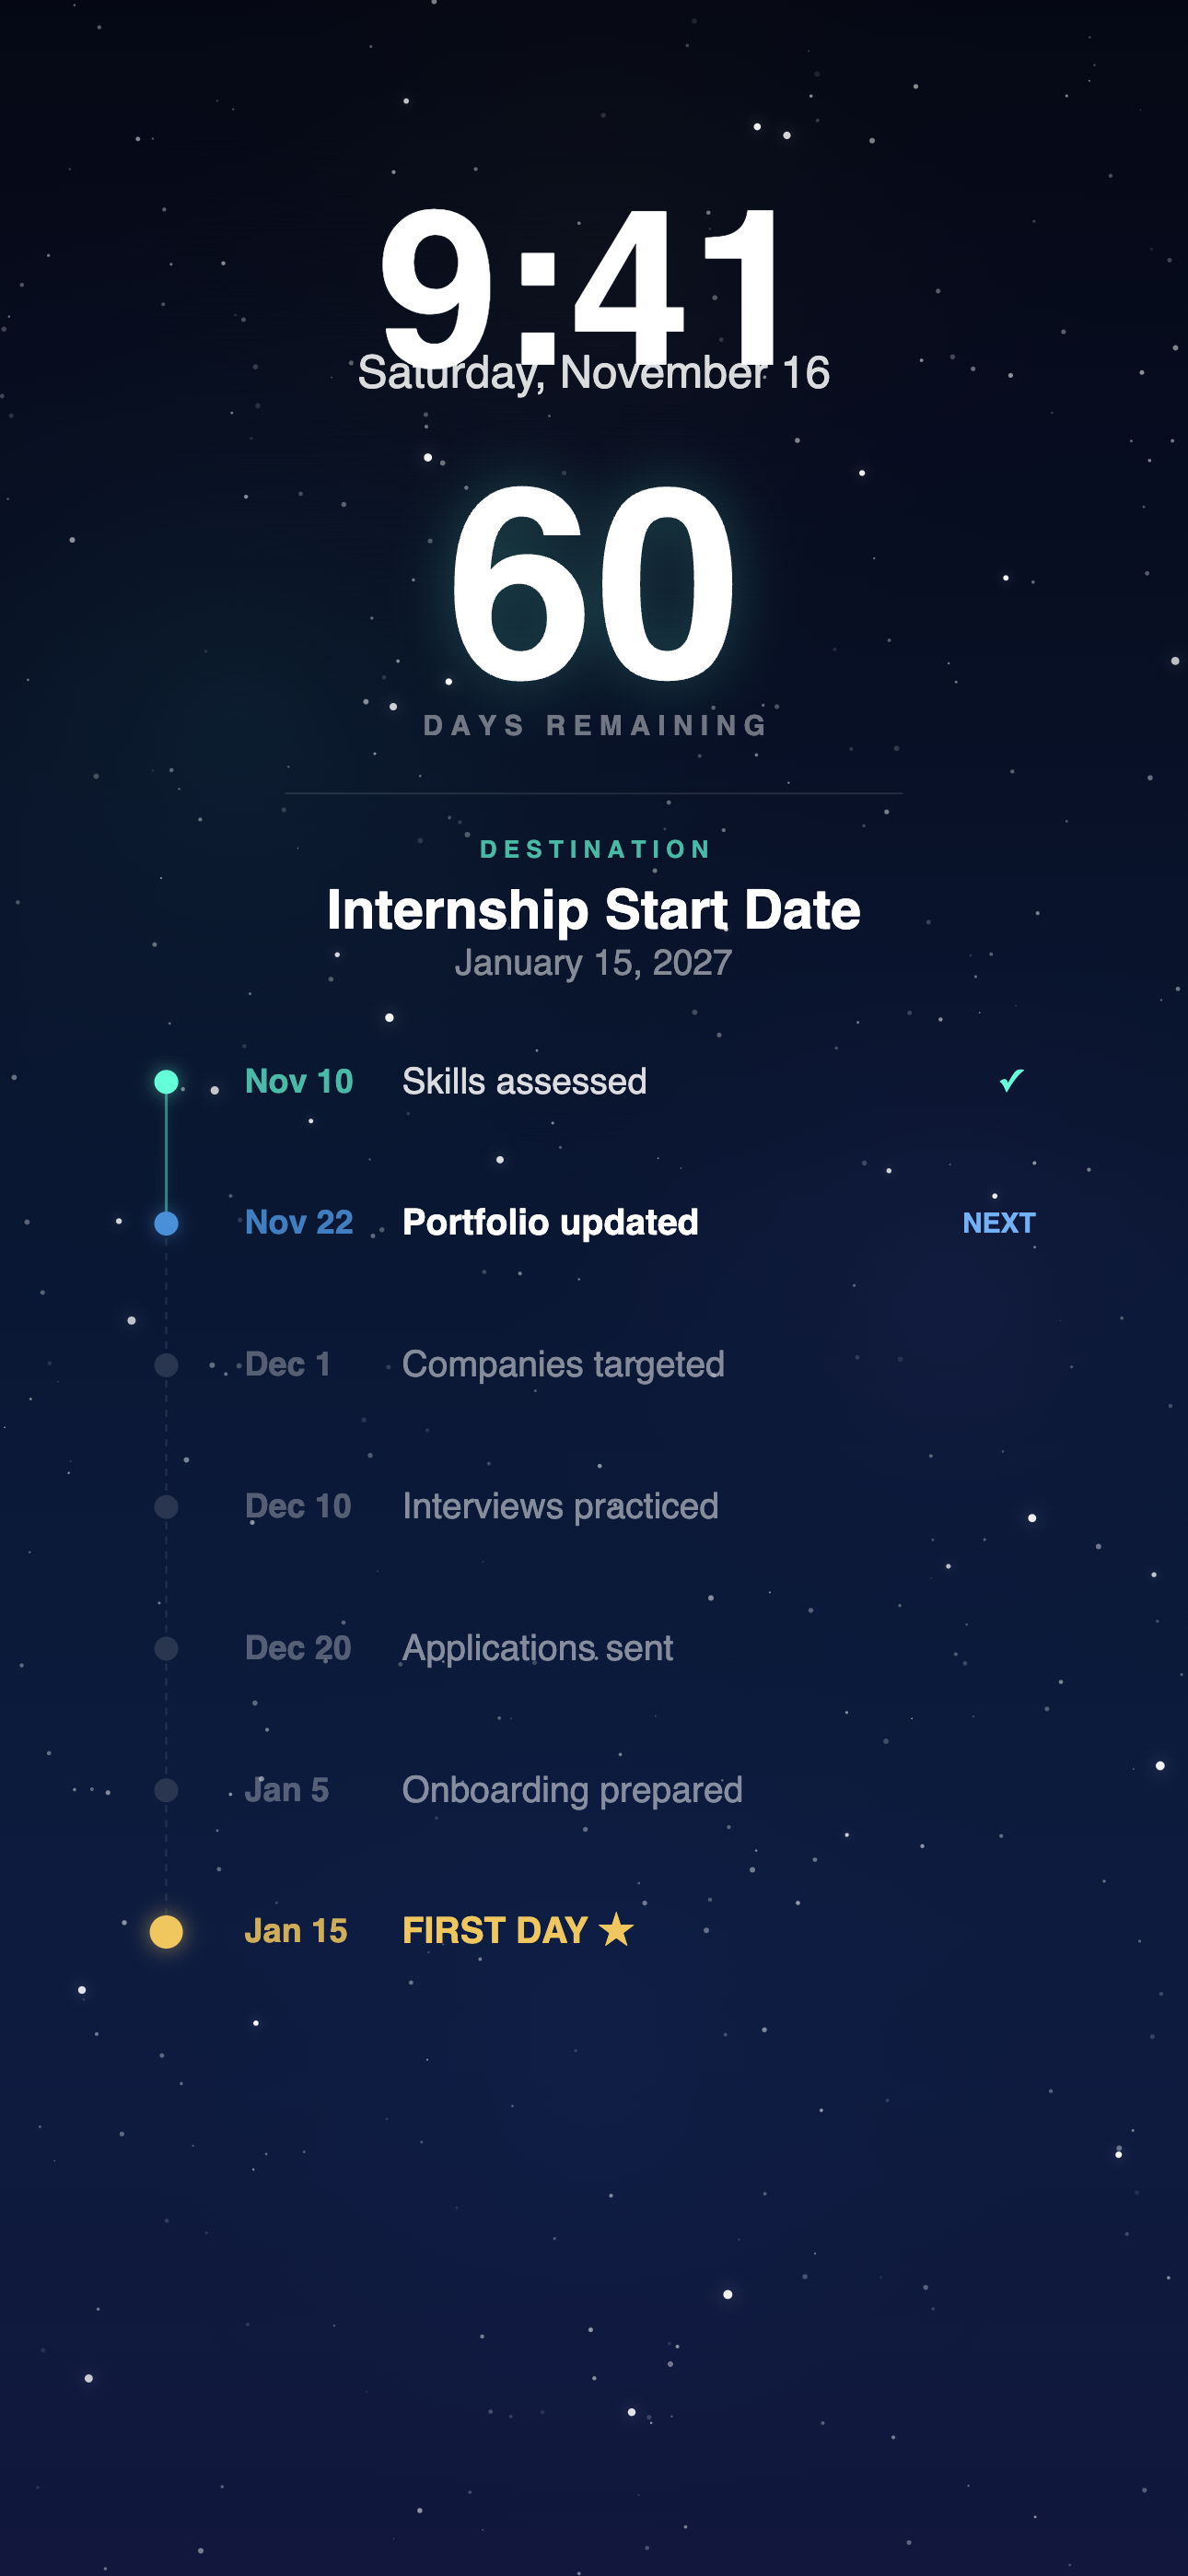 9:41
Saturday, November 16
60
DAYS REMAINING
DESTINATION
Internship Start Date
January 15, 2027
Nov 10 Skills assessed ✓
Nov 22 Portfolio updated NEXT
Dec 1 Companies targeted
Dec 10 Interviews practiced
Dec 20 Applications sent
Jan 5 Onboarding prepared
Jan 15 FIRST DAY ★